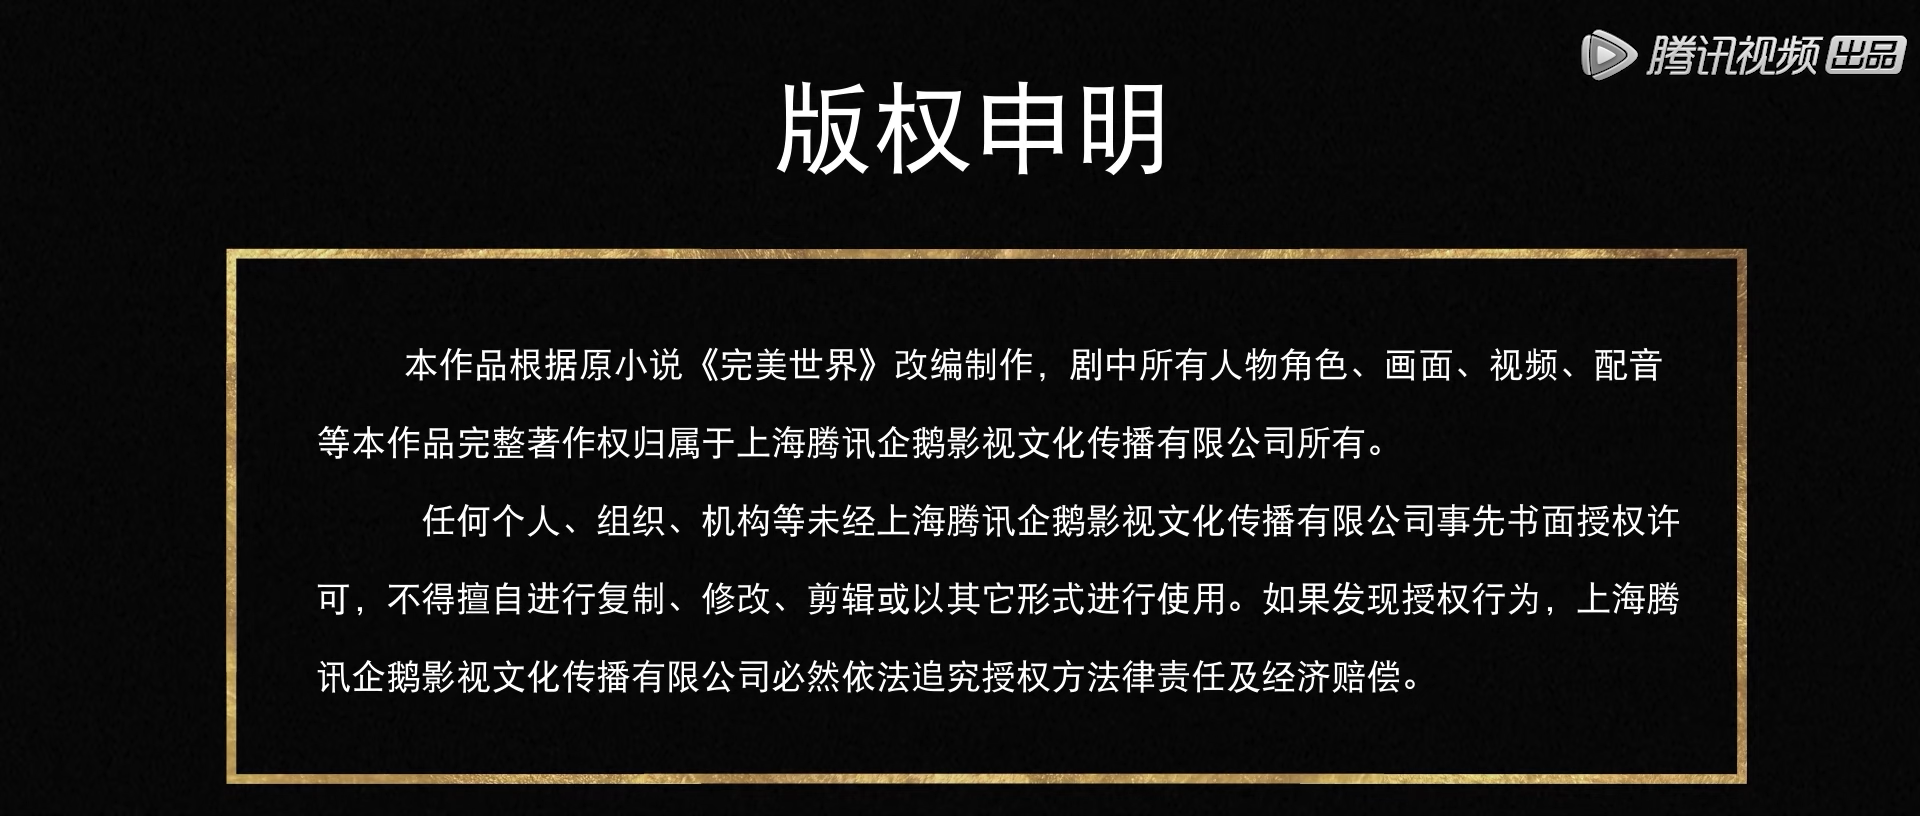 腾讯视频 出品
版权申明
本作品根据原小说《完美世界》改编制作，剧中所有人物角色、画面、视频、配音
等本作品完整著作权归属于上海腾讯企鹅影视文化传播有限公司所有。
任何个人、组织、机构等未经上海腾讯企鹅影视文化传播有限公司事先书面授权许
可，不得擅自进行复制、修改、剪辑或以其它形式进行使用。如果发现授权行为，上海腾
讯企鹅影视文化传播有限公司必然依法追究授权方法律责任及经济赔偿。